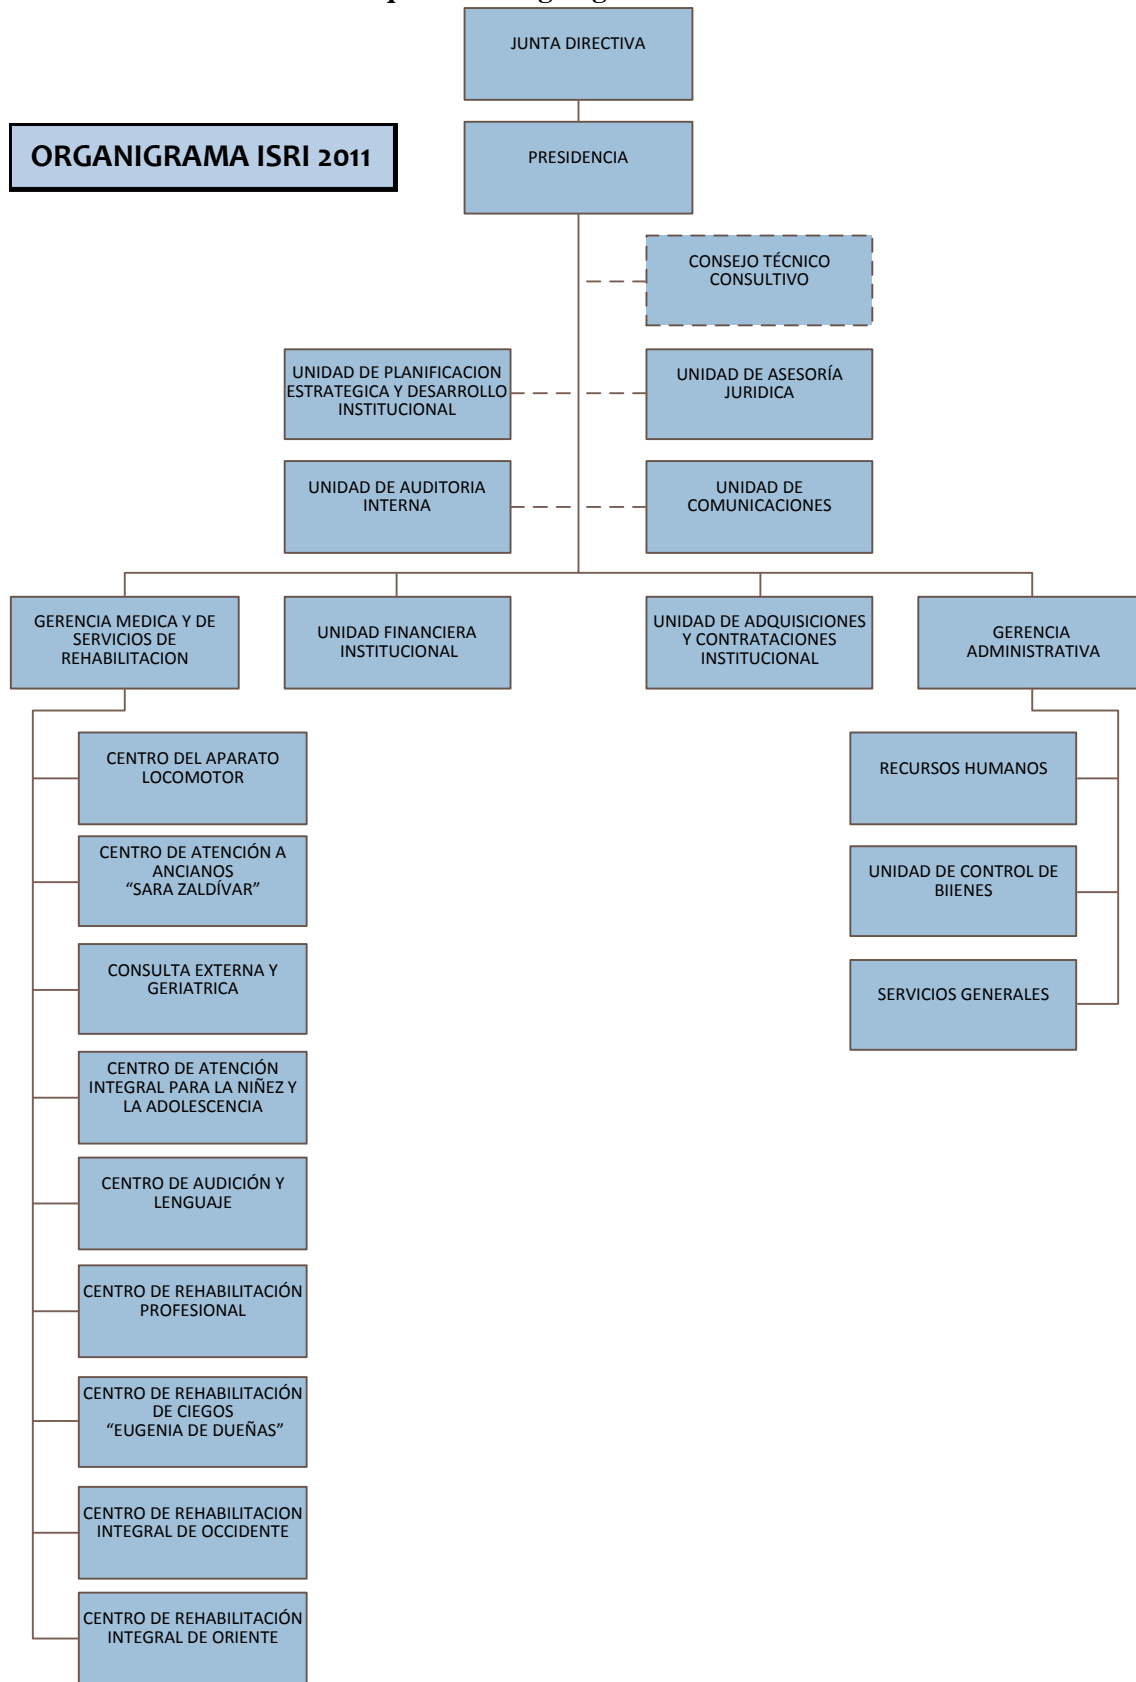 JUNTA DIRECTIVA
ORGANIGRAMA ISRI 2011
PRESIDENCIA
CONSEJO TÉCNICO
CONSULTIVO
UNIDAD DE PLANIFICACION
ESTRATEGICA Y DESARROLLO
INSTITUCIONAL
UNIDAD DE ASESORÍA
JURIDICA
UNIDAD DE AUDITORIA
INTERNA
UNIDAD DE
COMUNICACIONES
GERENCIA MEDICA Y DE
SERVICIOS DE
REHABILITACION
UNIDAD FINANCIERA
INSTITUCIONAL
UNIDAD DE ADQUISICIONES
Y CONTRATACIONES
INSTITUCIONAL
GERENCIA
ADMINISTRATIVA
CENTRO DEL APARATO
LOCOMOTOR
CENTRO DE ATENCIÓN A
ANCIANOS
“SARA ZALDÍVAR”
CONSULTA EXTERNA Y
GERIATRICA
CENTRO DE ATENCIÓN
INTEGRAL PARA LA NIÑEZ Y
LA ADOLESCENCIA
CENTRO DE AUDICIÓN Y
LENGUAJE
CENTRO DE REHABILITACIÓN
PROFESIONAL
CENTRO DE REHABILITACIÓN
DE CIEGOS
“EUGENIA DE DUEÑAS”
CENTRO DE REHABILITACION
INTEGRAL DE OCCIDENTE
CENTRO DE REHABILITACIÓN
INTEGRAL DE ORIENTE
RECURSOS HUMANOS
UNIDAD DE CONTROL DE
BIIENES
SERVICIOS GENERALES